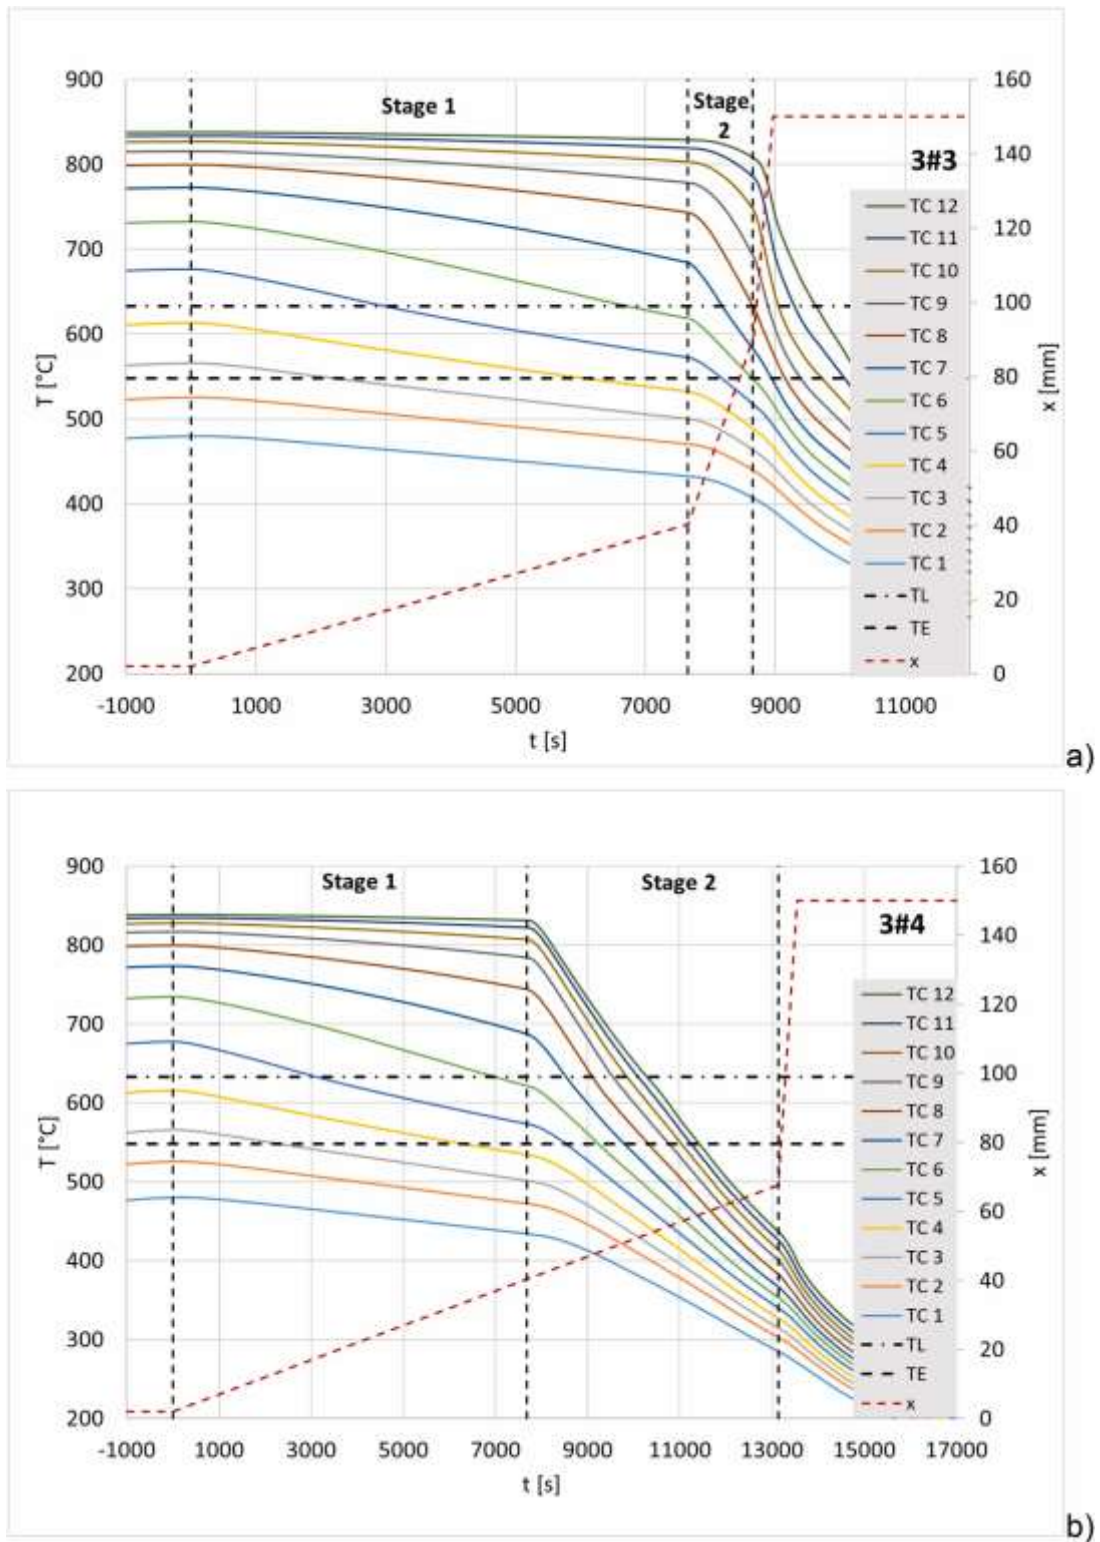 900
800
700
600
500
400
300
200
T [°C]
Stage 1
Stage
2
160
140
120
100
80
60
40
20
0
x [mm]
3#3
TC 12
TC 11
TC 10
TC 9
TC 8
TC 7
TC 6
TC 5
TC 4
TC 3
TC 2
TC 1
TL
TE
x
-1000 1000 3000 5000 7000 9000 11000
t [s]
a)
900
800
700
600
500
400
300
200
T [°C]
Stage 1 Stage 2
160
140
120
100
80
60
40
20
0
x [mm]
3#4
TC 12
TC 11
TC 10
TC 9
TC 8
TC 7
TC 6
TC 5
TC 4
TC 3
TC 2
TC 1
TL
TE
x
-1000 1000 3000 5000 7000 9000 11000 13000 15000 17000
t [s]
b)